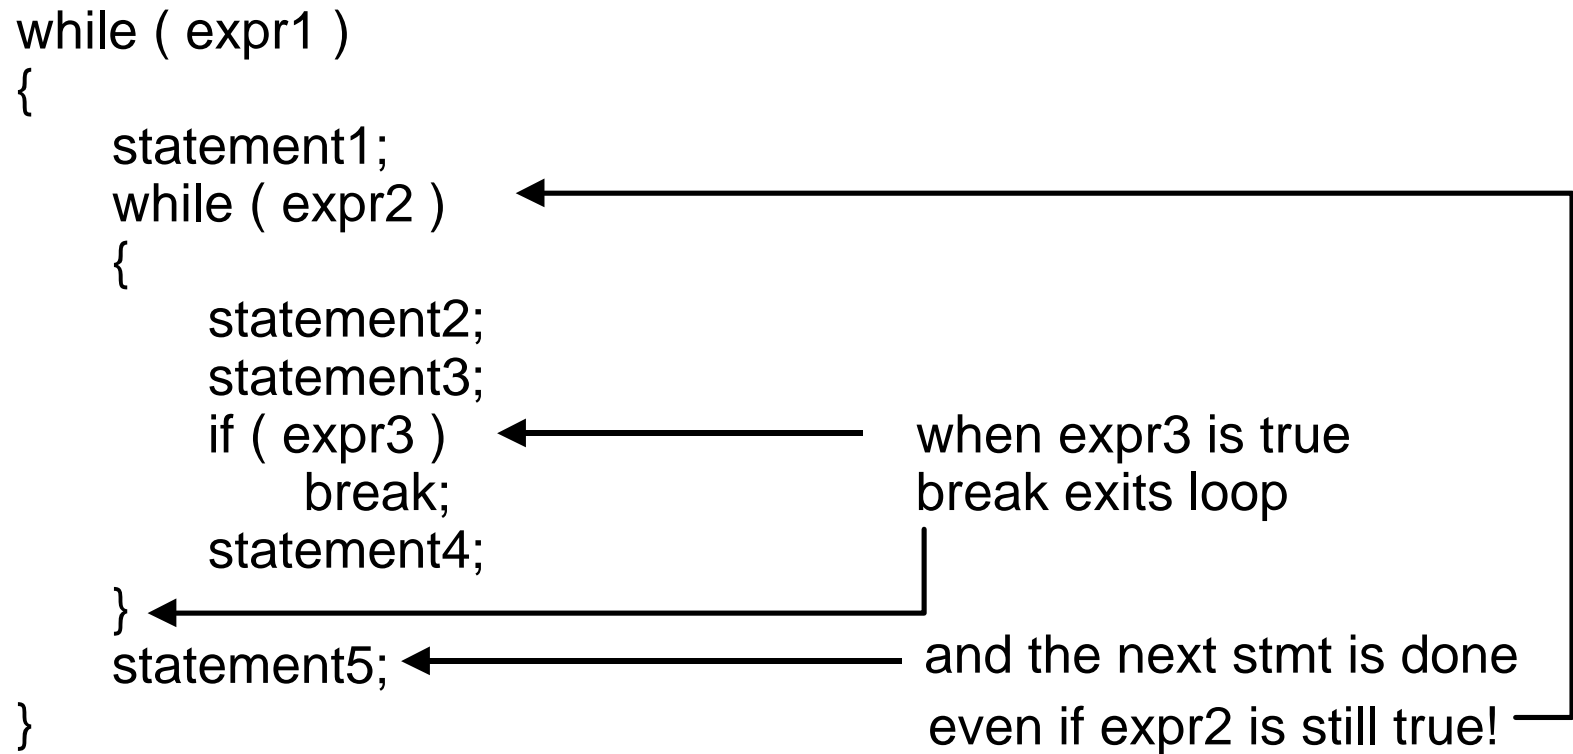 while ( expr1 )
{
statement1;
while ( expr2 )
{
statement2;
statement3;
if ( expr3 )
when expr3 is true
break;
break exits loop
statement4;
}
statement5;
and the next stmt is done
}
even if expr2 is still true!